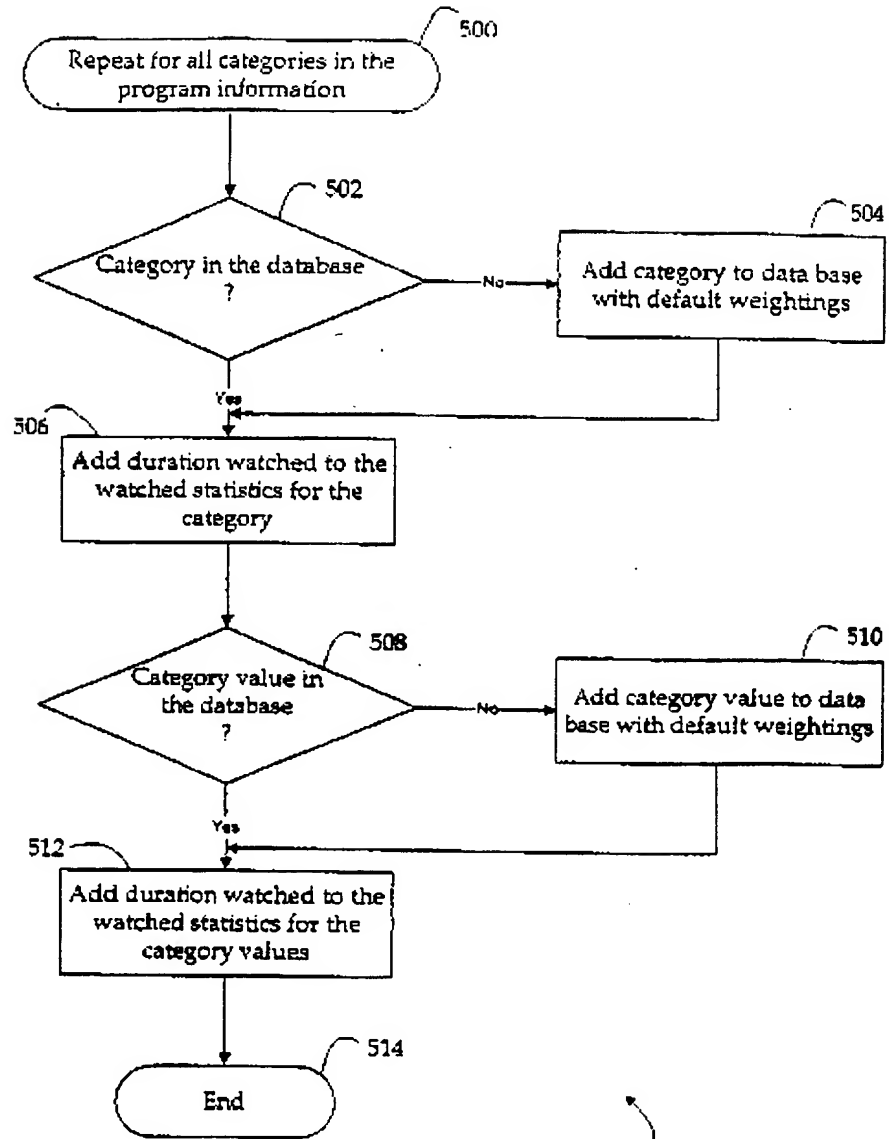 500
Repeat for all categories in the
program information
502
Category in the database
?
No
504
Add category to data base
with default weightings
Yes
506
Add duration watched to the
watched statistics for the
category
508
Category value in
the database
?
No
510
Add category value to data
base with default weightings
Yes
512
Add duration watched to the
watched statistics for the
category values
514
End